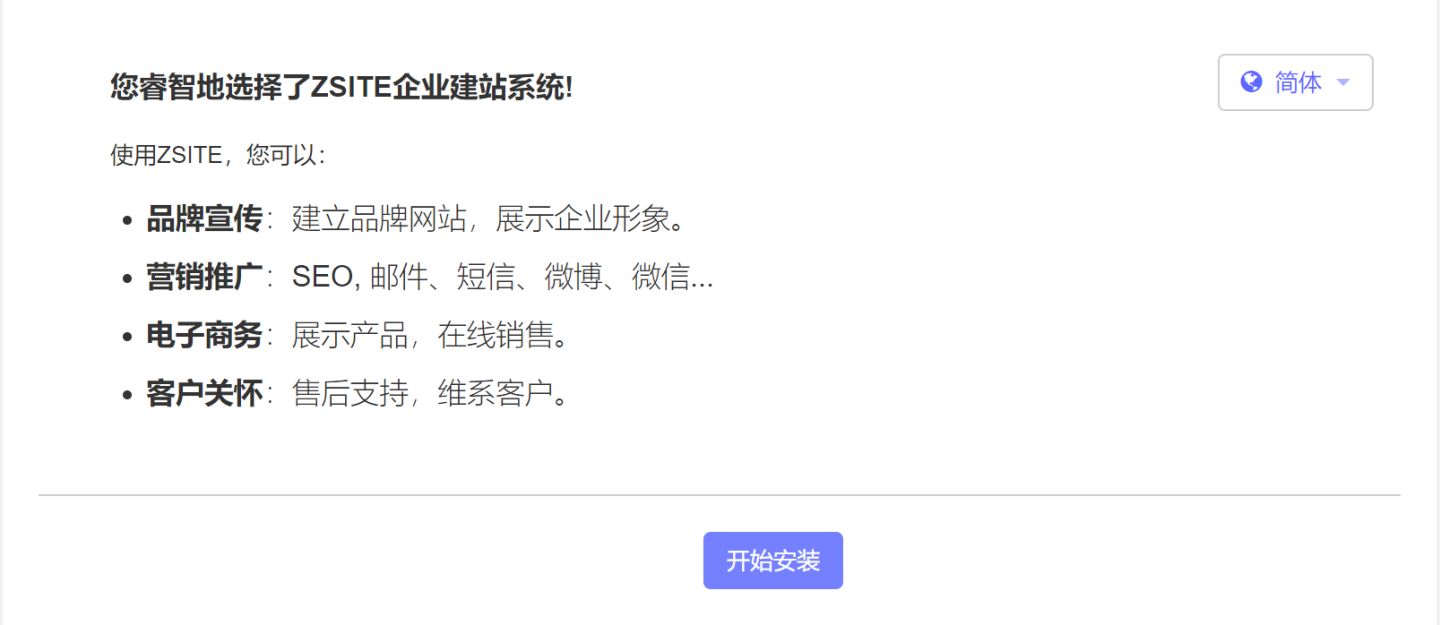 您睿智地选择了ZSITE企业建站系统!
简体
使用ZSITE，您可以：
品牌宣传：建立品牌网站，展示企业形象。
营销推广：SEO, 邮件、短信、微博、微信...
电子商务：展示产品，在线销售。
客户关怀：售后支持，维系客户。
开始安装